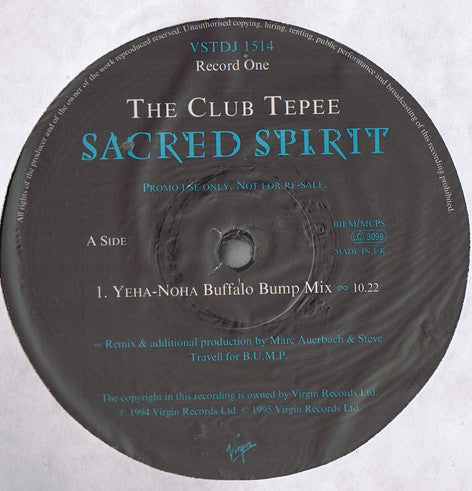 All rights of the producer and of the owner of the work reproduced reserved. Unauthorised copying, hiring, renting, public performance and broadcasting of this record prohibited.
VSTDJ 1514
Record One
THE CLUB TEPEE
SACRED SPIRIT
PROMO USE ONLY. NOT FOR RE-SALE.
BIEM/MCPS
LC 3098
MADE IN UK
A SIDE
1. YEHA-NOHA Buffalo Bump Mix ∞ 10.22
∞ Remix & additional production by Marc Auerbach & Steve
Travell for B.U.M.P.
The copyright in this recording is owned by Virgin Records Ltd.
℗ 1994 Virgin Records Ltd. © 1995 Virgin Records Ltd.
Virgin